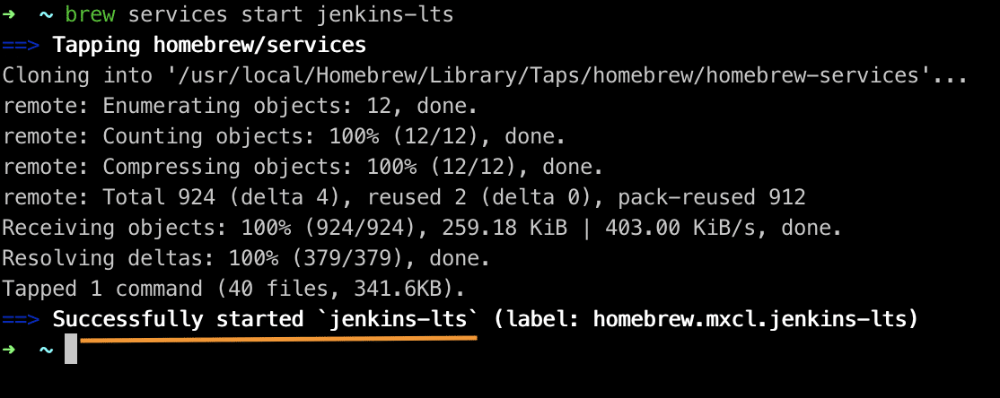 → ~ brew services start jenkins-lts
==> Tapping homebrew/services
Cloning into '/usr/local/Homebrew/Library/Taps/homebrew/homebrew-services'...
remote: Enumerating objects: 12, done.
remote: Counting objects: 100% (12/12), done.
remote: Compressing objects: 100% (12/12), done.
remote: Total 924 (delta 4), reused 2 (delta 0), pack-reused 912
Receiving objects: 100% (924/924), 259.18 KiB | 403.00 KiB/s, done.
Resolving deltas: 100% (379/379), done.
Tapped 1 command (40 files, 341.6KB).
==> Successfully started `jenkins-lts` (label: homebrew.mxcl.jenkins-lts)
→ ~